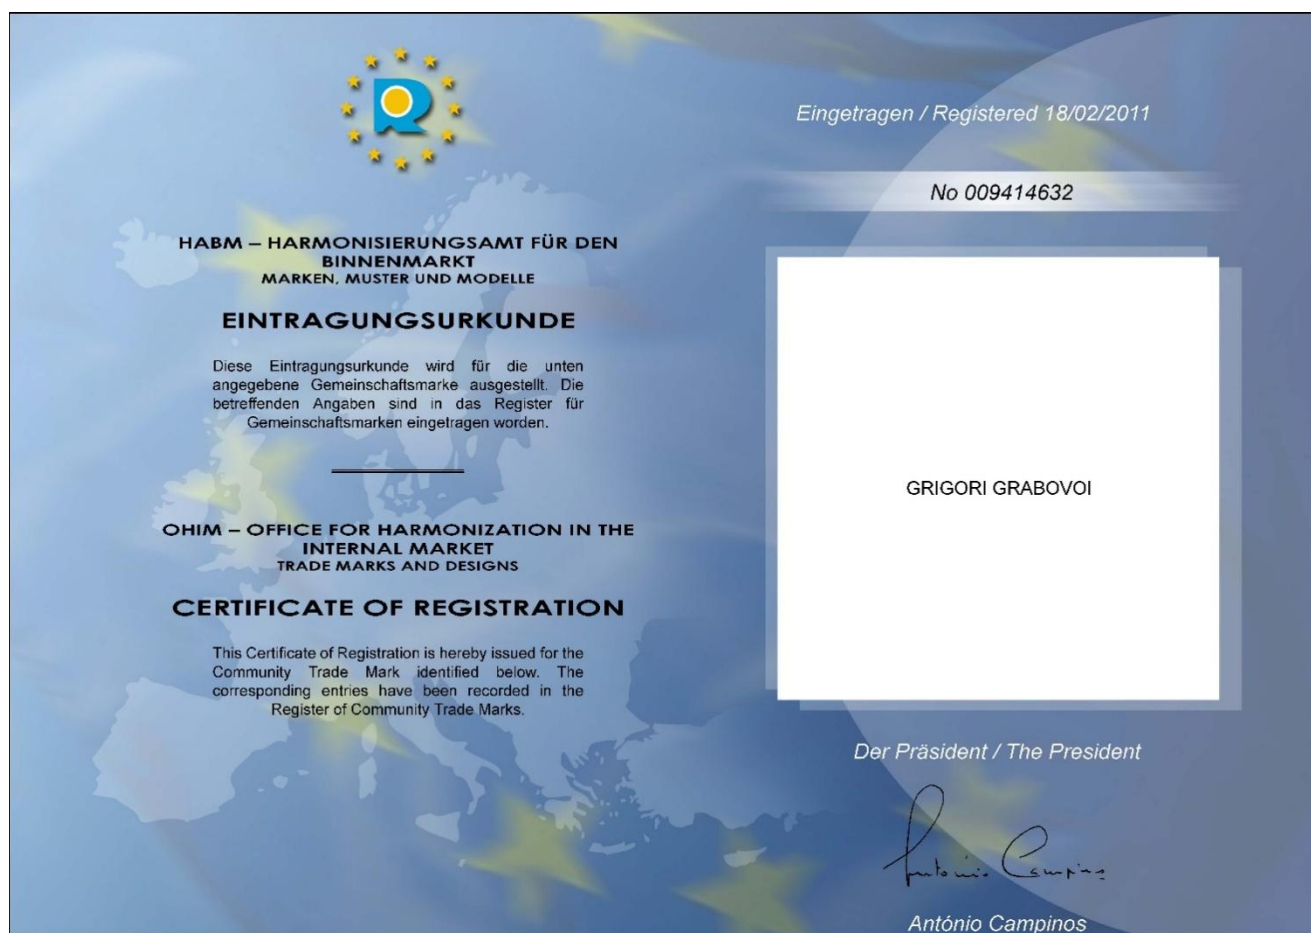 HABM – HARMONISIERUNGSAMT FÜR DEN
BINNENMARKT
MARKEN, MUSTER UND MODELLE
EINTRAGUNGSURKUNDE
Diese Eintragungsurkunde wird für die unten
angegebene Gemeinschaftsmarke ausgestellt. Die
betreffenden Angaben sind in das Register für
Gemeinschaftsmarken eingetragen worden.
OHIM – OFFICE FOR HARMONIZATION IN THE
INTERNAL MARKET
TRADE MARKS AND DESIGNS
CERTIFICATE OF REGISTRATION
This Certificate of Registration is hereby issued for the
Community Trade Mark identified below. The
corresponding entries have been recorded in the
Register of Community Trade Marks.
Eingetragen / Registered 18/02/2011
No 009414632
GRIGORI GRABOVOI
Der Präsident / The President
António Campinos
António Campinos